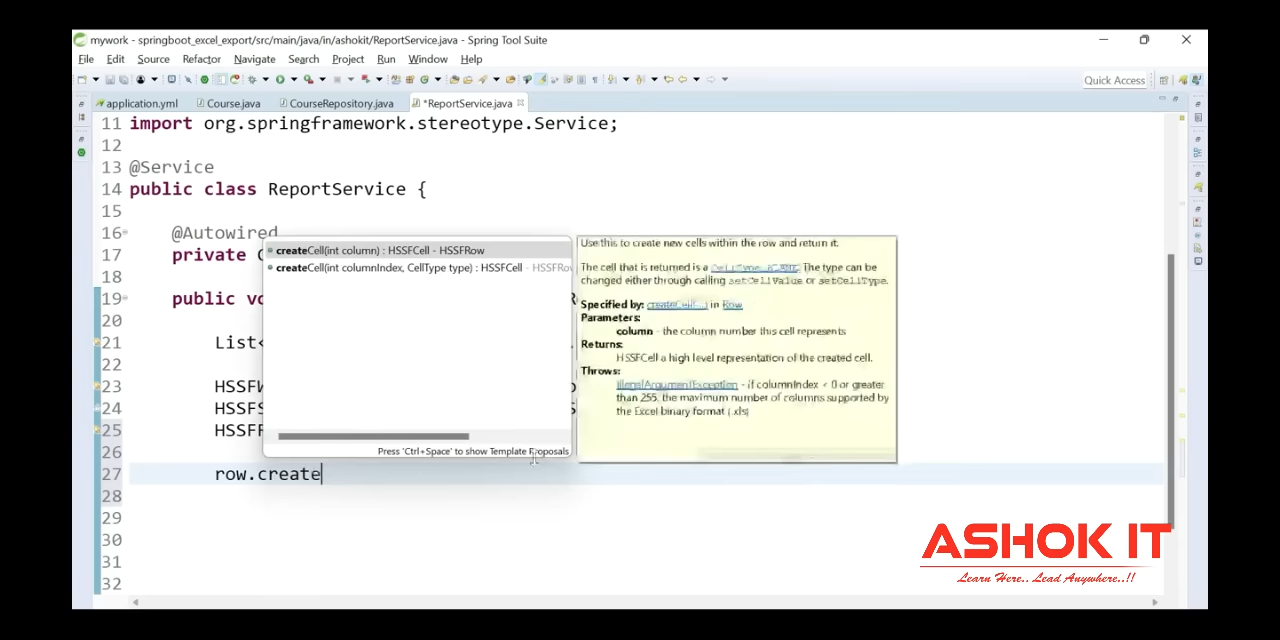 mywork - springboot_excel_export/src/main/java/in/ashokit/ReportService.java - Spring Tool Suite
File Edit Source Refactor Navigate Search Project Run Window Help
Quick Access
application.yml Course.java CourseRepository.java *ReportService.java
11 import org.springframework.stereotype.Service;
12
13 @Service
14 public class ReportService {
15
16 @Autowired
17 private
18
19 public vo
20
21 List<
22
23 HSSFW
24 HSSFS
25 HSSFR
26
27 row.create
28
29
30
31
32
createCell(int column) : HSSFCell - HSSFRow
createCell(int columnIndex, CellType type) : HSSFCell - HSSFRow
Press 'Ctrl+Space' to show Template Proposals
Use this to create new cells within the row and return it.
The cell that is returned is a CellType.BLANK. The type can be
changed either through calling setCellValue or setCellType.
Specified by: createCell(...) in Row
Parameters:
column - the column number this cell represents
Returns:
HSSFCell a high level representation of the created cell.
Throws:
IllegalArgumentException - if columnIndex < 0 or greater
than 255, the maximum number of columns supported by
the Excel binary format (.xls)
ASHOK IT
Learn Here.. Lead Anywhere..!!